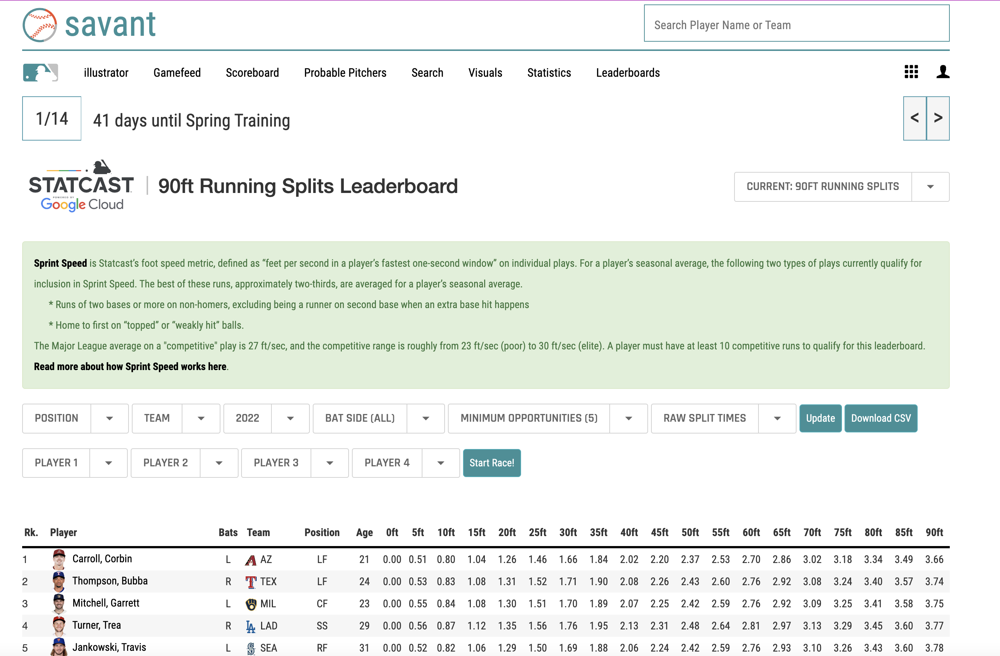 savant
Search Player Name or Team
illustrator Gamefeed Scoreboard Probable Pitchers Search Visuals Statistics Leaderboards
1/14 41 days until Spring Training < >
STATCAST
POWERED BY
Google Cloud
90ft Running Splits Leaderboard
CURRENT: 90FT RUNNING SPLITS
Sprint Speed is Statcast’s foot speed metric, defined as “feet per second in a player’s fastest one-second window” on individual plays. For a player’s seasonal average, the following two types of plays currently qualify for
inclusion in Sprint Speed. The best of these runs, approximately two-thirds, are averaged for a player’s seasonal average.
* Runs of two bases or more on non-homers, excluding being a runner on second base when an extra base hit happens
* Home to first on “topped” or “weakly hit” balls.
The Major League average on a "competitive" play is 27 ft/sec, and the competitive range is roughly from 23 ft/sec (poor) to 30 ft/sec (elite). A player must have at least 10 competitive runs to qualify for this leaderboard.
Read more about how Sprint Speed works here.
POSITION TEAM 2022 BAT SIDE (ALL) MINIMUM OPPORTUNITIES (5) RAW SPLIT TIMES Update Download CSV
PLAYER 1 PLAYER 2 PLAYER 3 PLAYER 4 Start Race!
Rk. Player Bats Team Position Age 0ft 5ft 10ft 15ft 20ft 25ft 30ft 35ft 40ft 45ft 50ft 55ft 60ft 65ft 70ft 75ft 80ft 85ft 90ft
1 Carroll, Corbin L AZ LF 21 0.00 0.51 0.80 1.04 1.26 1.46 1.66 1.84 2.02 2.20 2.37 2.53 2.70 2.86 3.02 3.18 3.34 3.49 3.66
2 Thompson, Bubba R TEX LF 24 0.00 0.53 0.83 1.08 1.31 1.52 1.71 1.90 2.08 2.26 2.43 2.60 2.76 2.92 3.08 3.24 3.40 3.57 3.74
3 Mitchell, Garrett L MIL CF 23 0.00 0.55 0.84 1.08 1.30 1.51 1.70 1.89 2.07 2.25 2.42 2.59 2.76 2.92 3.09 3.25 3.41 3.58 3.75
4 Turner, Trea R LAD SS 29 0.00 0.56 0.87 1.12 1.35 1.56 1.76 1.95 2.13 2.31 2.48 2.64 2.81 2.97 3.13 3.29 3.45 3.60 3.77
5 Jankowski, Travis L SEA RF 31 0.00 0.52 0.82 1.06 1.29 1.50 1.69 1.88 2.06 2.24 2.42 2.59 2.76 2.93 3.10 3.26 3.43 3.60 3.78